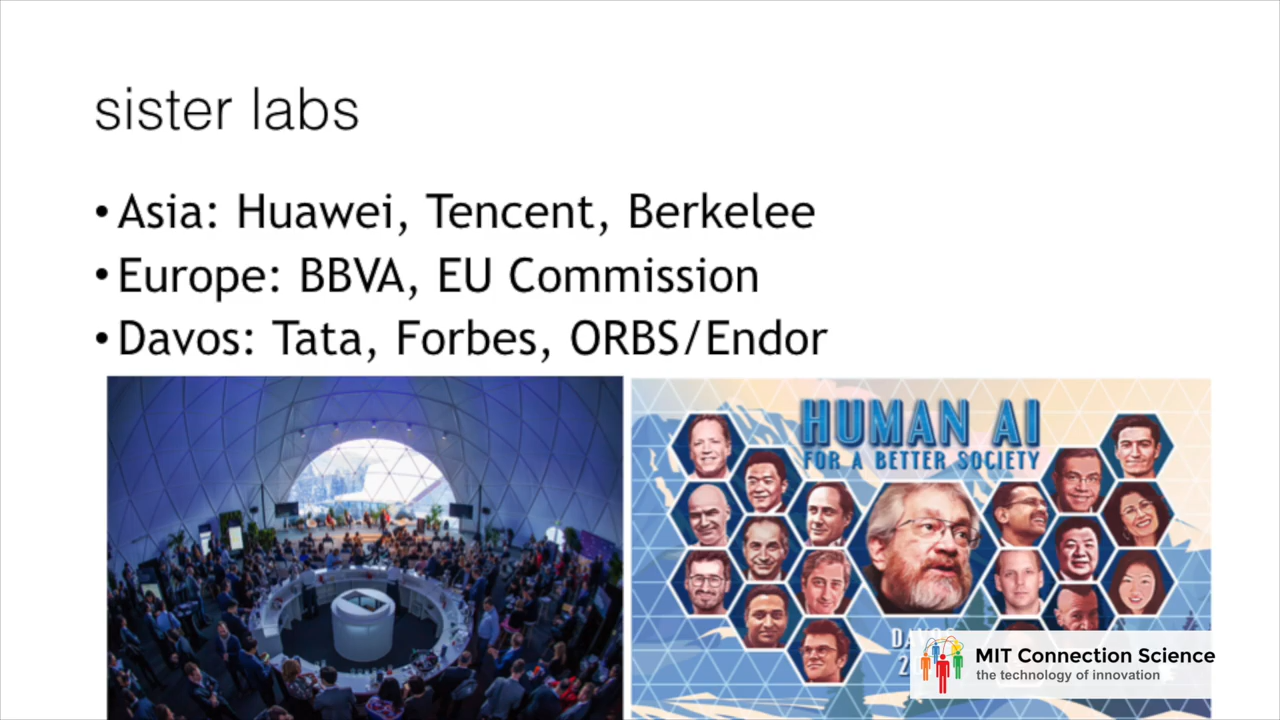 sister labs
• Asia: Huawei, Tencent, Berkelee
• Europe: BBVA, EU Commission
• Davos: Tata, Forbes, ORBS/Endor
HUMAN AI
FOR A BETTER SOCIETY
MIT Connection Science
the technology of innovation